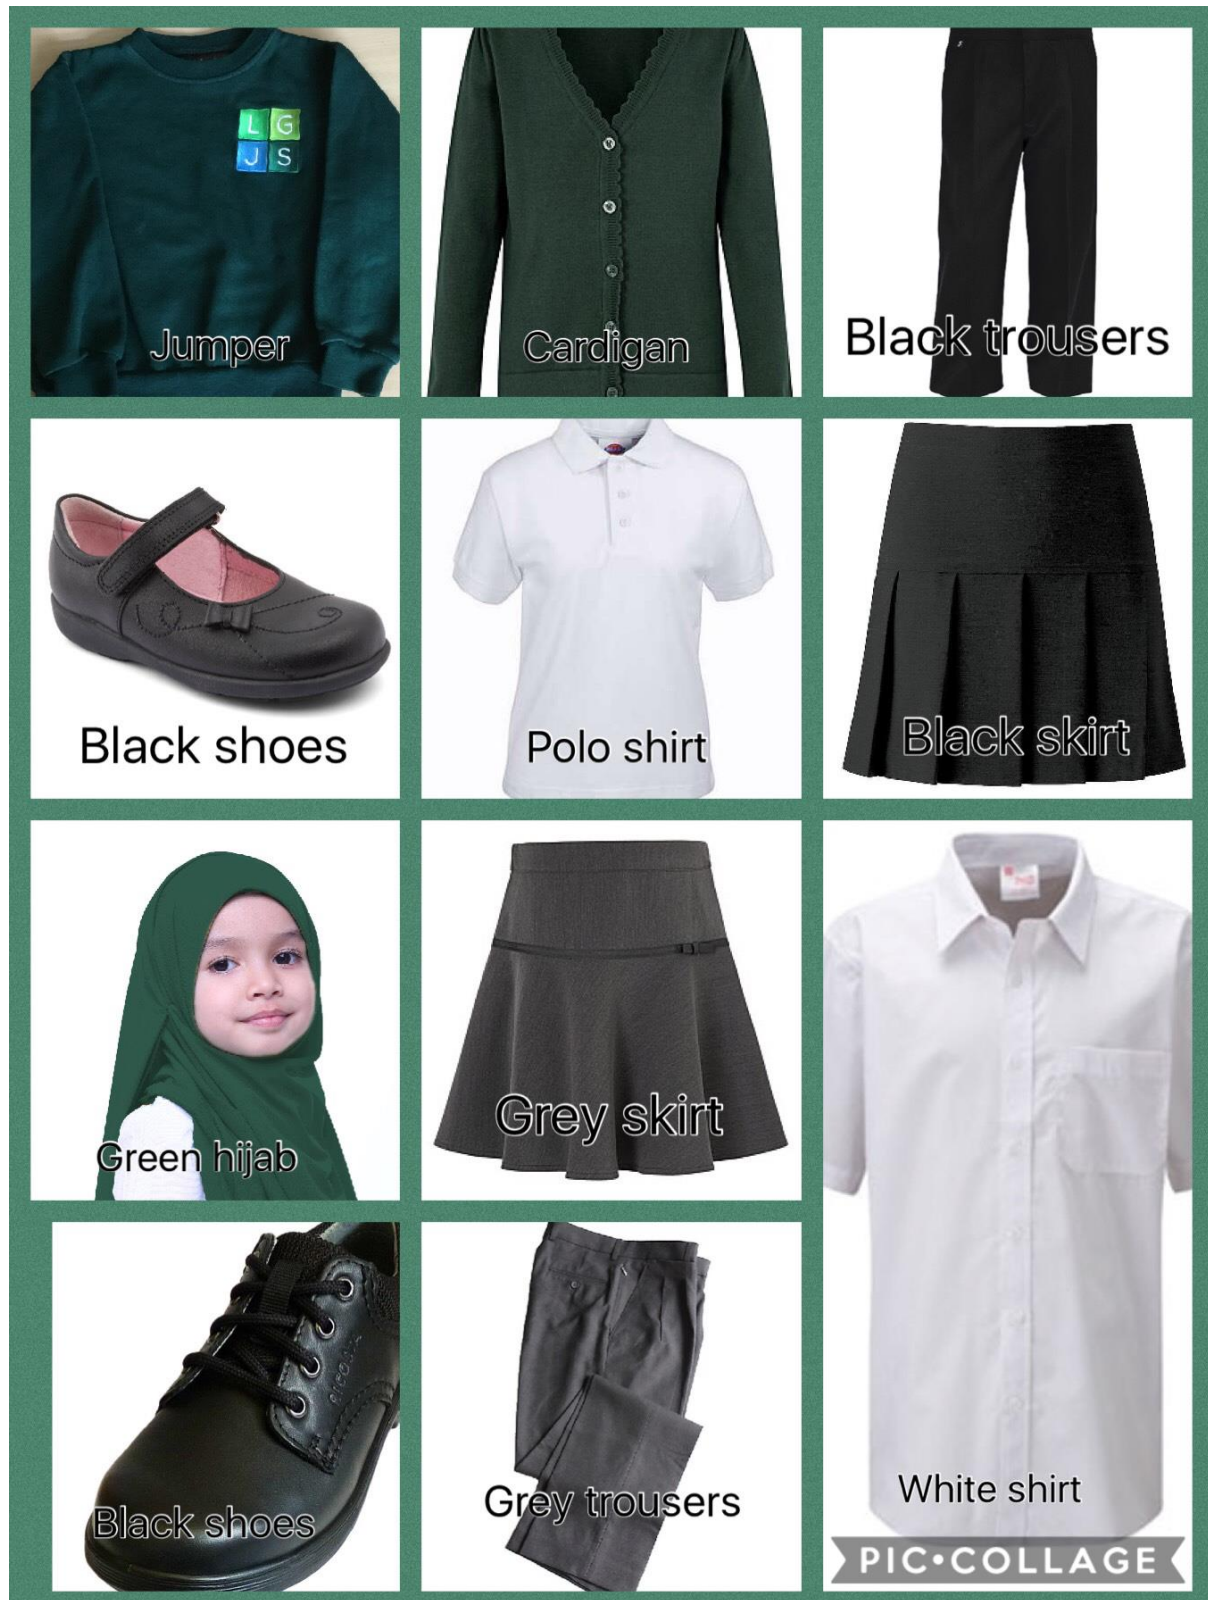 L G
J S
Jumper
Cardigan
Black trousers
Black shoes
Polo shirt
Black skirt
Green hijab
Grey skirt
White shirt
Black shoes
Grey trousers
PIC•COLLAGE